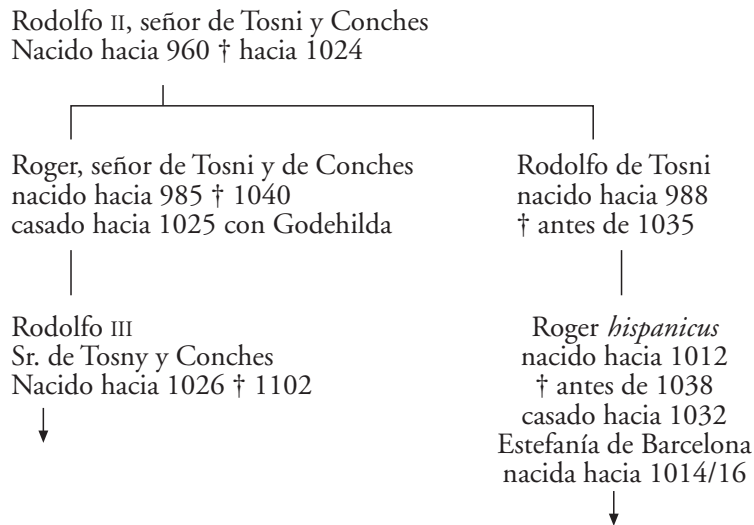 Rodolfo II, señor de Tosni y Conches
Nacido hacia 960 † hacia 1024
Roger, señor de Tosni y de Conches
nacido hacia 985 † 1040
casado hacia 1025 con Godehilda
Rodolfo de Tosni
nacido hacia 988
† antes de 1035
Rodolfo III
Sr. de Tosny y Conches
Nacido hacia 1026 † 1102
Roger hispanicus
nacido hacia 1012
† antes de 1038
casado hacia 1032
Estefanía de Barcelona
nacida hacia 1014/16